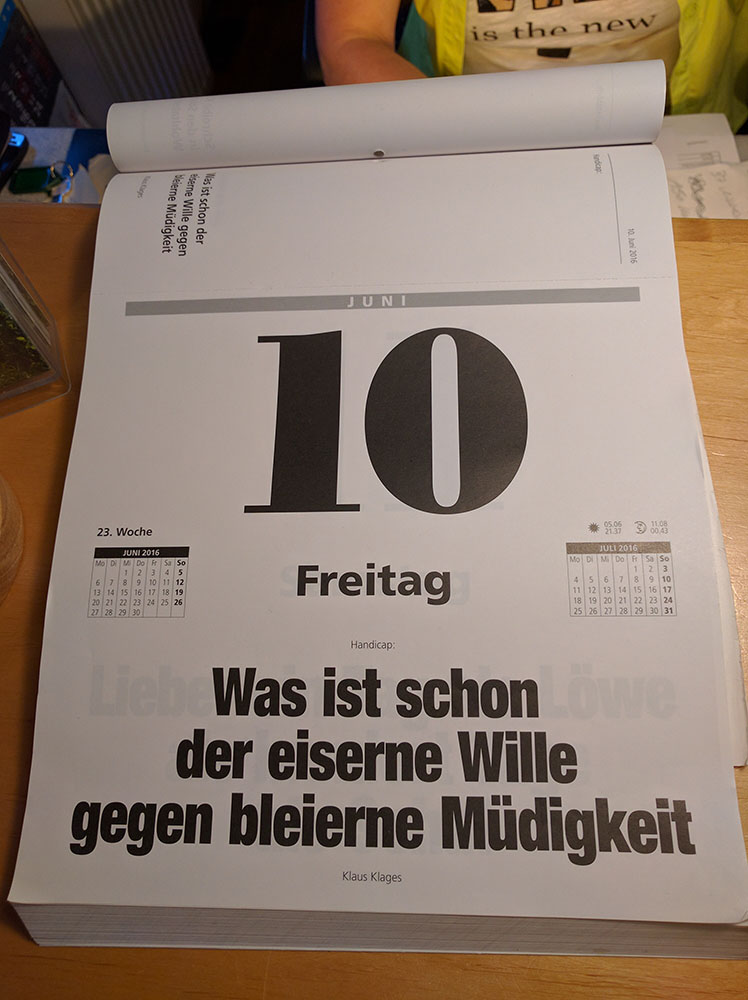 is the new
Was ist schon der
eiserne Wille gegen
bleierne Müdigkeit
Handicap:
10. Juni 2016
JUNI
10
23. Woche
05.06
21.37
11.08
00.43
JUNI 2016
Mo Di Mi Do Fr Sa So
1 2 3 4 5
6 7 8 9 10 11 12
13 14 15 16 17 18 19
20 21 22 23 24 25 26
27 28 29 30
JULI 2016
Mo Di Mi Do Fr Sa So
1 2 3
4 5 6 7 8 9 10
11 12 13 14 15 16 17
18 19 20 21 22 23 24
25 26 27 28 29 30 31
Freitag
Handicap:
Was ist schon
der eiserne Wille
gegen bleierne Müdigkeit
Klaus Klages